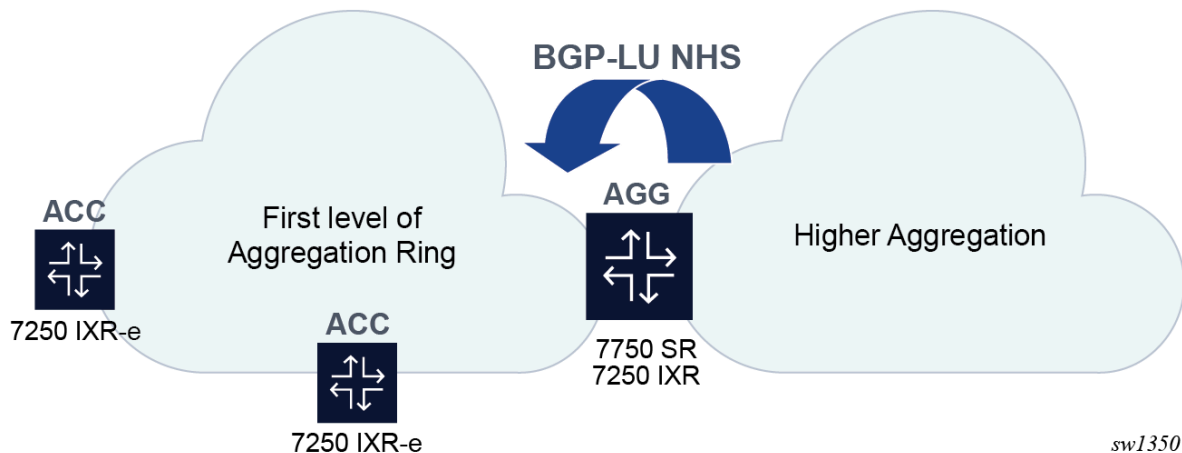 BGP-LU NHS
ACC
7250 IXR-e
First level of
Aggregation Ring
ACC
7250 IXR-e
AGG
7750 SR
7250 IXR
Higher Aggregation
sw1350